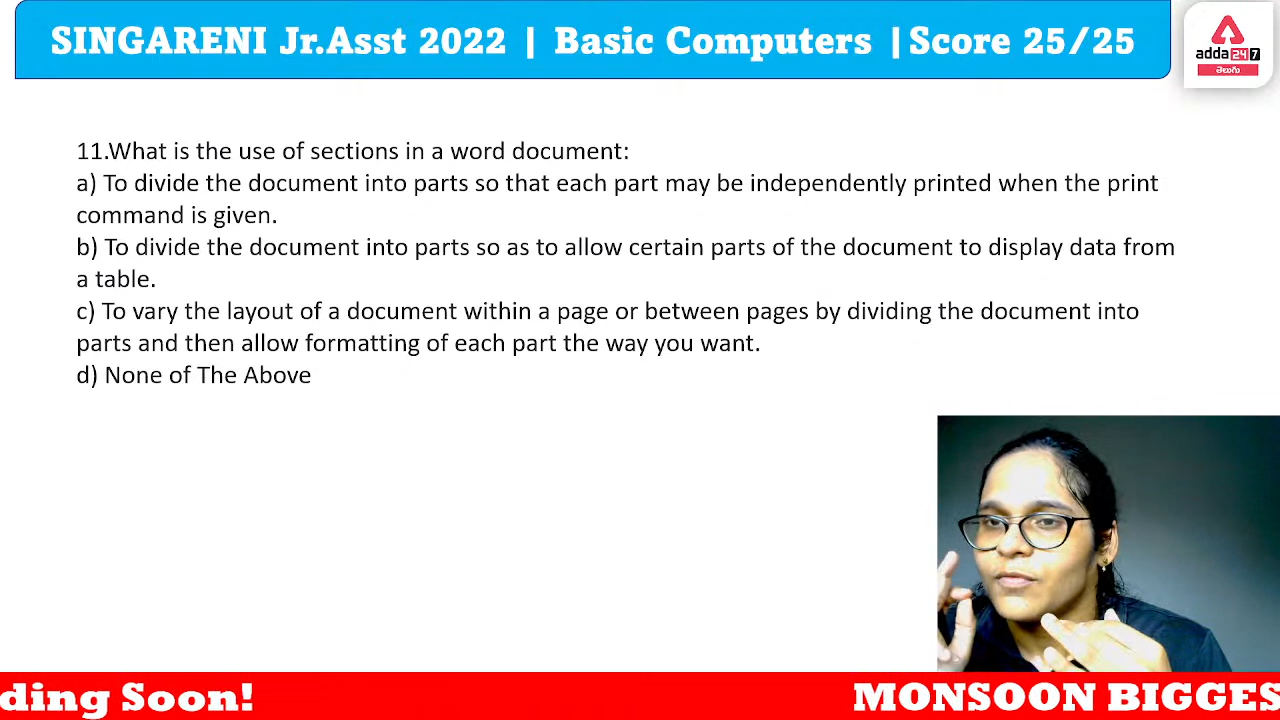 SINGARENI Jr.Asst 2022 | Basic Computers |Score 25/25
adda 24 7
తెలుగు
11.What is the use of sections in a word document:
a) To divide the document into parts so that each part may be independently printed when the print
command is given.
b) To divide the document into parts so as to allow certain parts of the document to display data from
a table.
c) To vary the layout of a document within a page or between pages by dividing the document into
parts and then allow formatting of each part the way you want.
d) None of The Above
ding Soon! MONSOON BIGGES